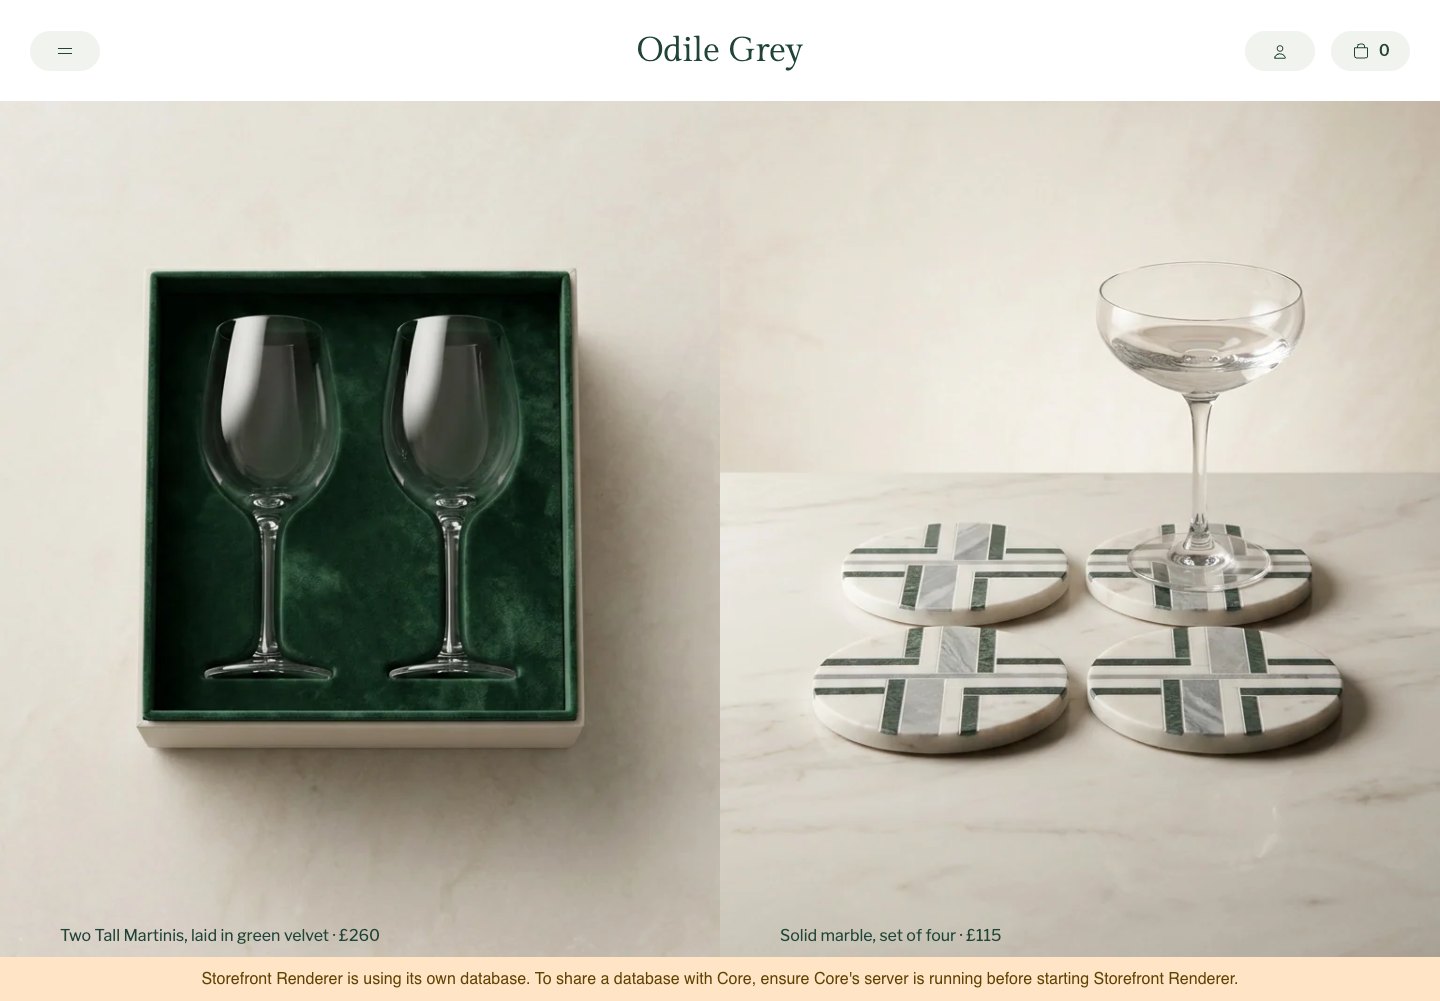 Odile Grey
0
Two Tall Martinis, laid in green velvet · £260
Solid marble, set of four · £115
Storefront Renderer is using its own database. To share a database with Core, ensure Core's server is running before starting Storefront Renderer.